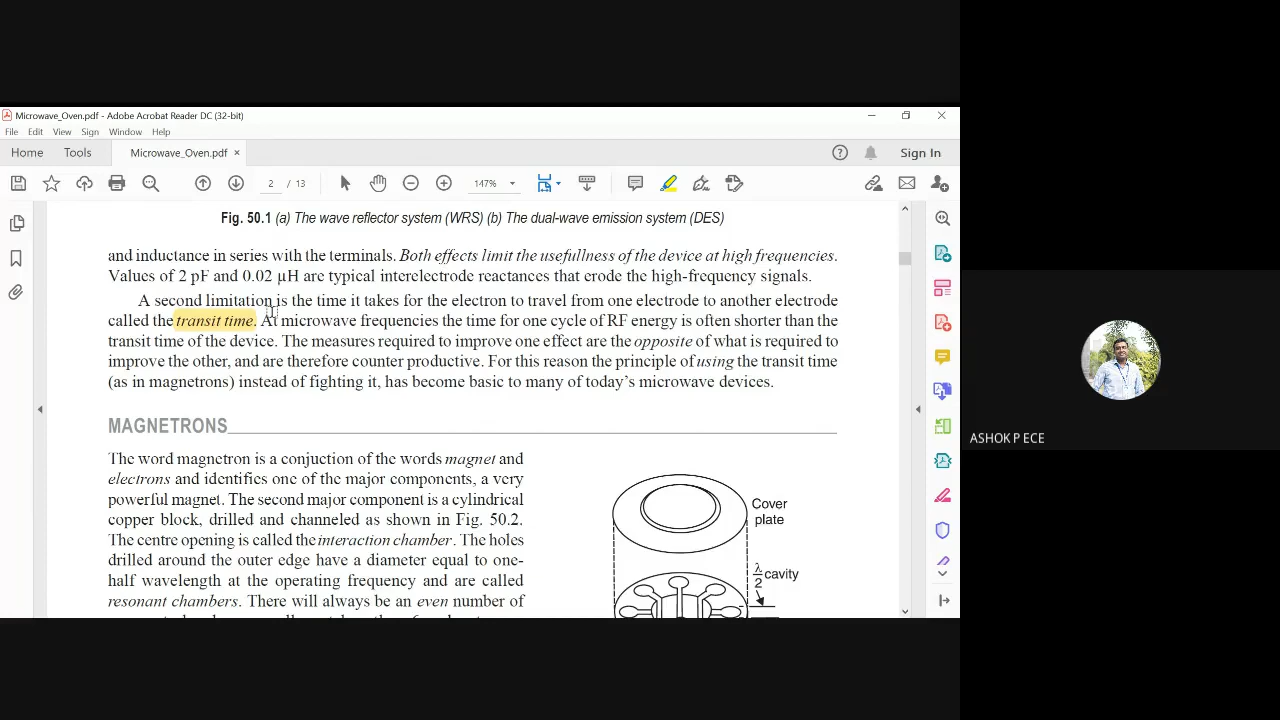 Microwave_Oven.pdf - Adobe Acrobat Reader DC (32-bit)
File Edit View Sign Window Help
Home Tools Microwave_Oven.pdf × Sign In
2 / 13 147%
Fig. 50.1 (a) The wave reflector system (WRS) (b) The dual-wave emission system (DES)
and inductance in series with the terminals. Both effects limit the usefullness of the device at high frequencies.
Values of 2 pF and 0.02 µH are typical interelectrode reactances that erode the high-frequency signals.
A second limitation is the time it takes for the electron to travel from one electrode to another electrode
called the transit time. At microwave frequencies the time for one cycle of RF energy is often shorter than the
transit time of the device. The measures required to improve one effect are the opposite of what is required to
improve the other, and are therefore counter productive. For this reason the principle of using the transit time
(as in magnetrons) instead of fighting it, has become basic to many of today's microwave devices.
MAGNETRONS
The word magnetron is a conjuction of the words magnet and
electrons and identifies one of the major components, a very
powerful magnet. The second major component is a cylindrical
copper block, drilled and channeled as shown in Fig. 50.2.
The centre opening is called the interaction chamber. The holes
drilled around the outer edge have a diameter equal to one-
half wavelength at the operating frequency and are called
resonant chambers. There will always be an even number of
Cover
plate
λ/2 cavity
ASHOK P ECE